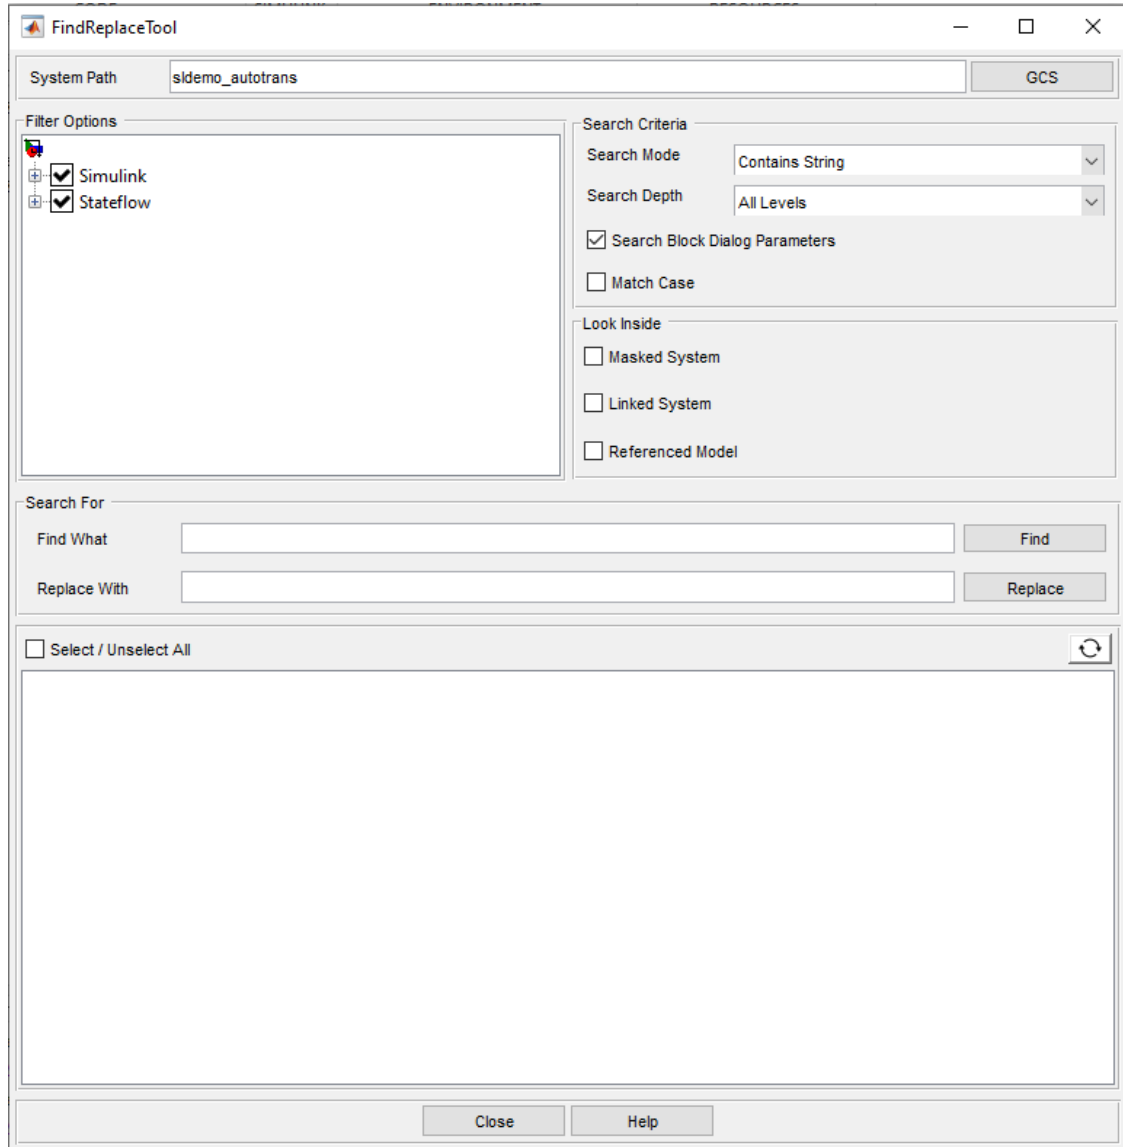 FindReplaceTool
System Path sldemo_autotrans GCS
Filter Options
Simulink
Stateflow
Search Criteria
Search Mode Contains String
Search Depth All Levels
Search Block Dialog Parameters
Match Case
Look Inside
Masked System
Linked System
Referenced Model
Search For
Find What Find
Replace With Replace
Select / Unselect All
Close Help